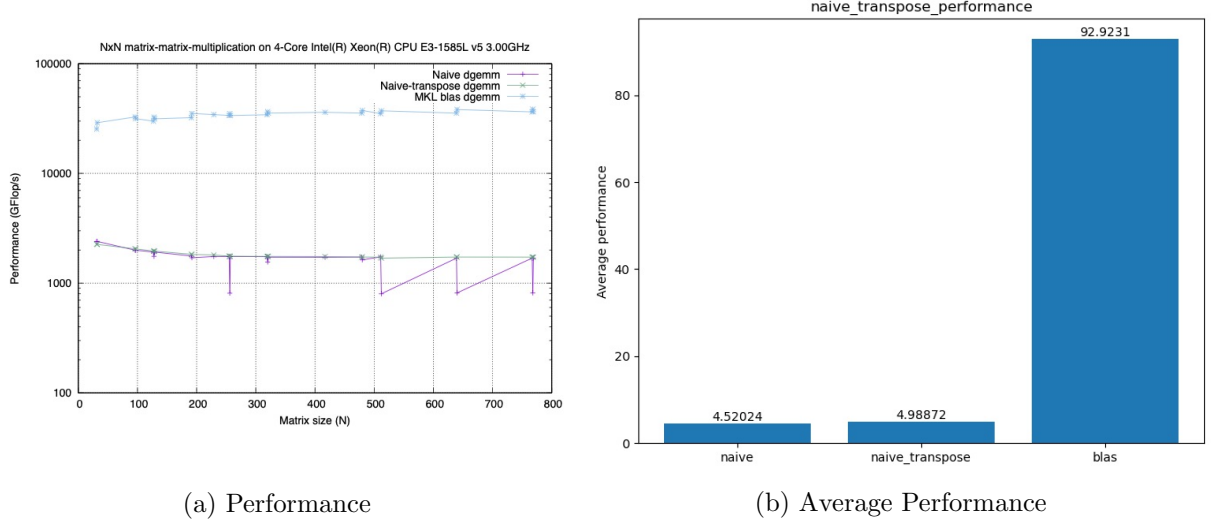 NxN matrix-matrix-multiplication on 4-Core Intel(R) Xeon(R) CPU E3-1585L v5 3.00GHz
Naive dgemm
Naive-transpose dgemm
MKL blas dgemm
100000
10000
1000
100
Performance (GFlop/s)
0 100 200 300 400 500 600 700 800
Matrix size (N)
(a) Performance
naive_transpose_performance
92.9231
4.52024
4.98872
80
60
40
20
0
Average performance
naive naive_transpose blas
(b) Average Performance